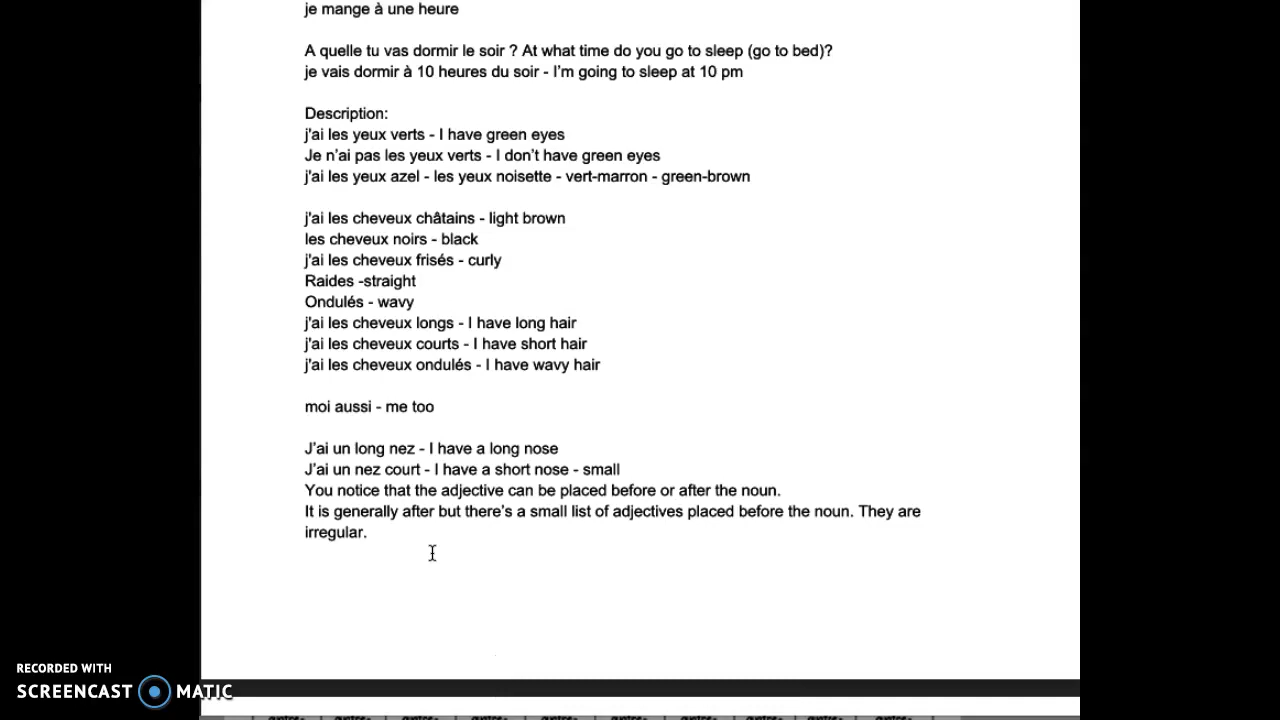 je mange à une heure
A quelle tu vas dormir le soir ? At what time do you go to sleep (go to bed)?
je vais dormir à 10 heures du soir - I'm going to sleep at 10 pm
Description:
j'ai les yeux verts - I have green eyes
Je n'ai pas les yeux verts - I don't have green eyes
j'ai les yeux azel - les yeux noisette - vert-marron - green-brown
j'ai les cheveux châtains - light brown
les cheveux noirs - black
j'ai les cheveux frisés - curly
Raides -straight
Ondulés - wavy
j'ai les cheveux longs - I have long hair
j'ai les cheveux courts - I have short hair
j'ai les cheveux ondulés - I have wavy hair
moi aussi - me too
J'ai un long nez - I have a long nose
J'ai un nez court - I have a short nose - small
You notice that the adjective can be placed before or after the noun.
It is generally after but there's a small list of adjectives placed before the noun. They are
irregular.
RECORDED WITH
SCREENCAST MATIC